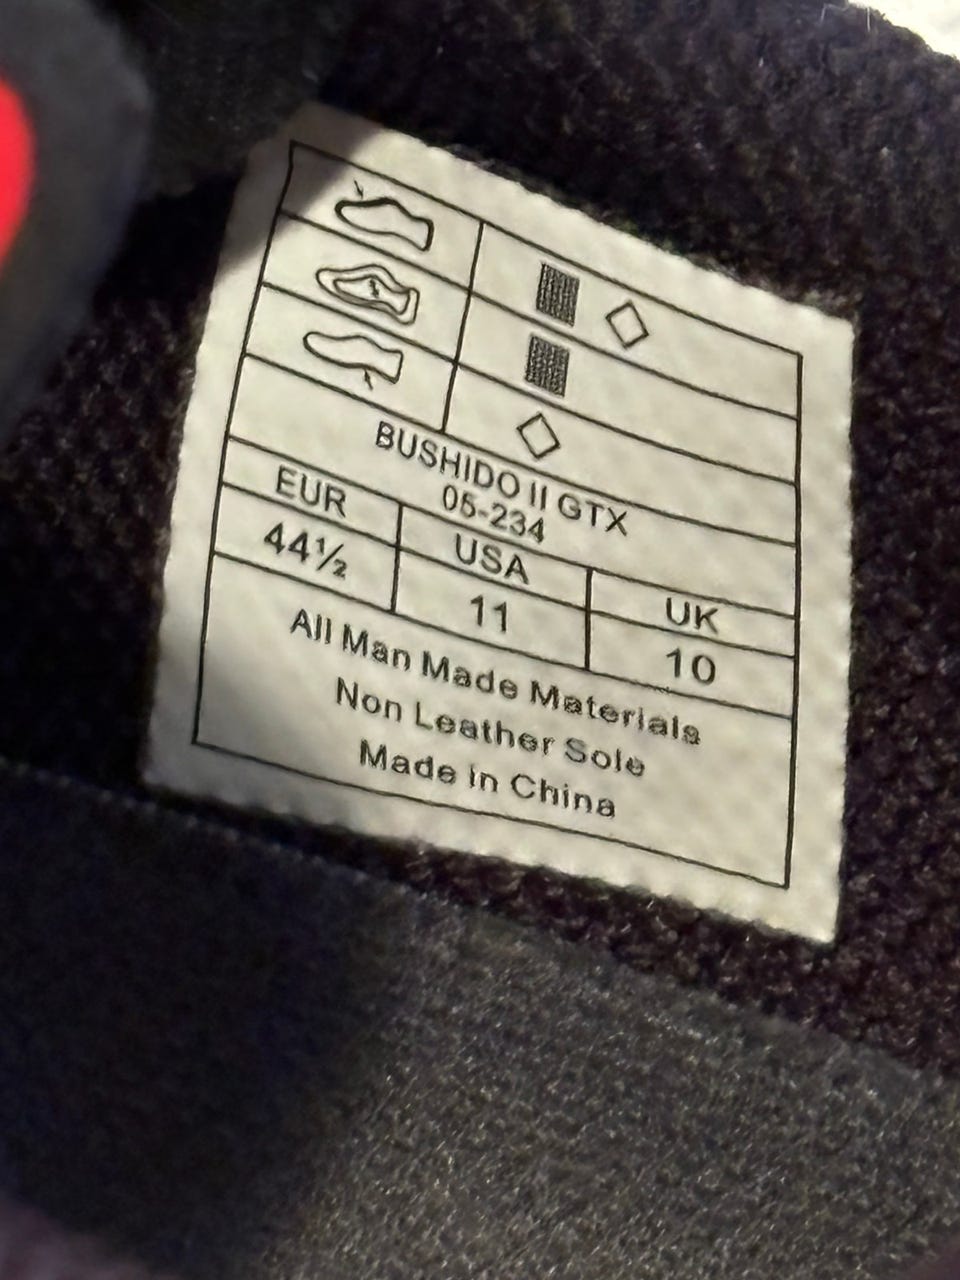 BUSHIDO II GTX
05-234
EUR USA UK
44½ 11 10
All Man Made Materials
Non Leather Sole
Made in China